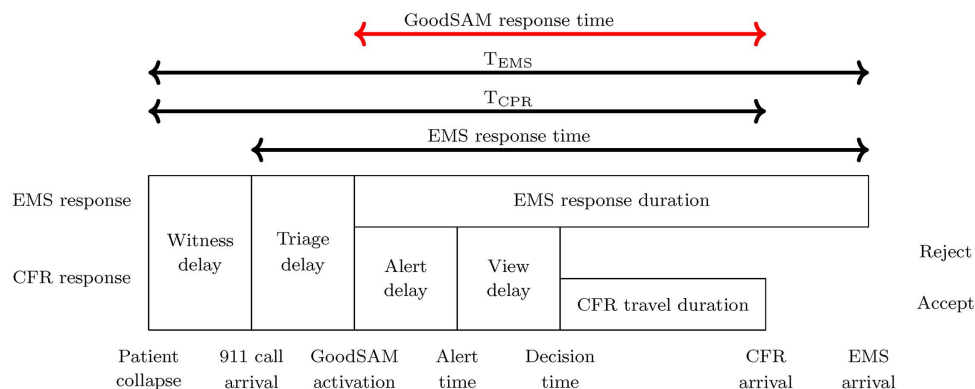 GoodSAM response time
T_EMS
T_CPR
EMS response time
EMS response
EMS response duration
Witness
delay
Triage
delay
CFR response
Alert
delay
View
delay
Reject
CFR travel duration
Accept
Patient
collapse
911 call
arrival
GoodSAM
activation
Alert
time
Decision
time
CFR
arrival
EMS
arrival